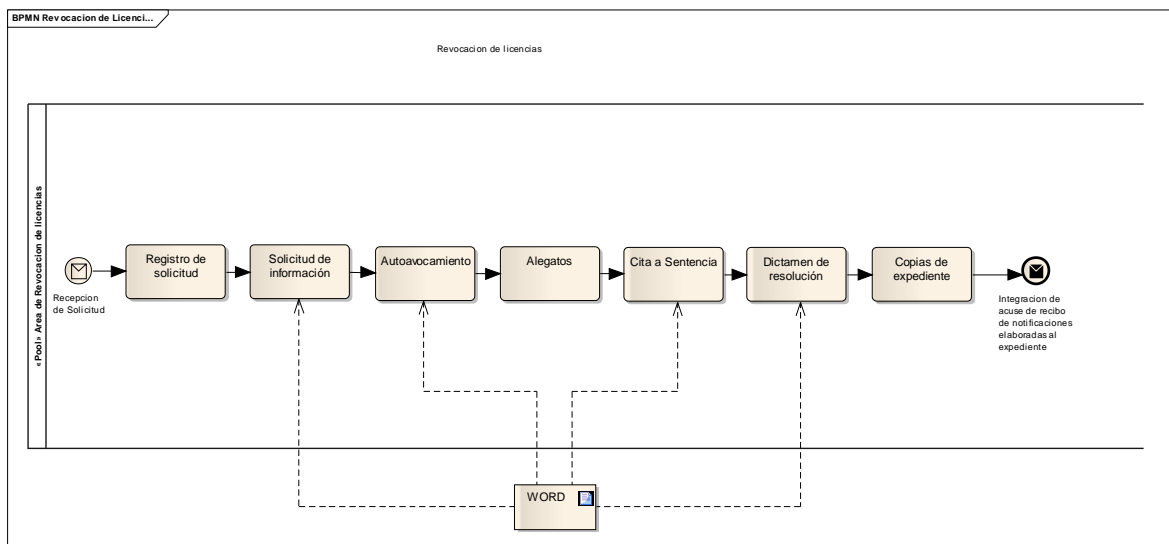 BPMN Revocacion de Licenci...
Revocacion de licencias
«Pool» Area de Revocacion de licencias
Recepcion
de Solicitud
Registro de
solicitud
Solicitud de
información
Autoavocamiento
Alegatos
Cita a Sentencia
Dictamen de
resolución
Copias de
expediente
Integracion de
acuse de recibo
de notificaciones
elaboradas al
expediente
WORD